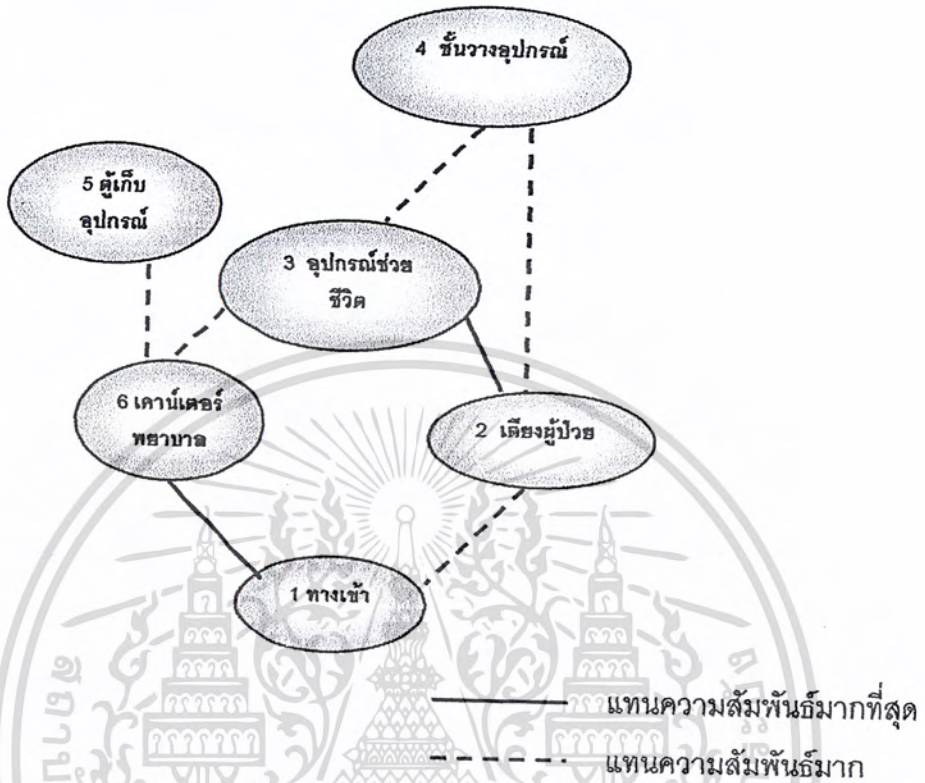 4 ชั้นวางอุปกรณ์
5 ตู้เก็บ
อุปกรณ์
3 อุปกรณ์ช่วย
ชีวิต
6 เคาน์เตอร์
พยาบาล
2 เตียงผู้ป่วย
1 ทางเข้า
แทนความสัมพันธ์มากที่สุด
แทนความสัมพันธ์มาก